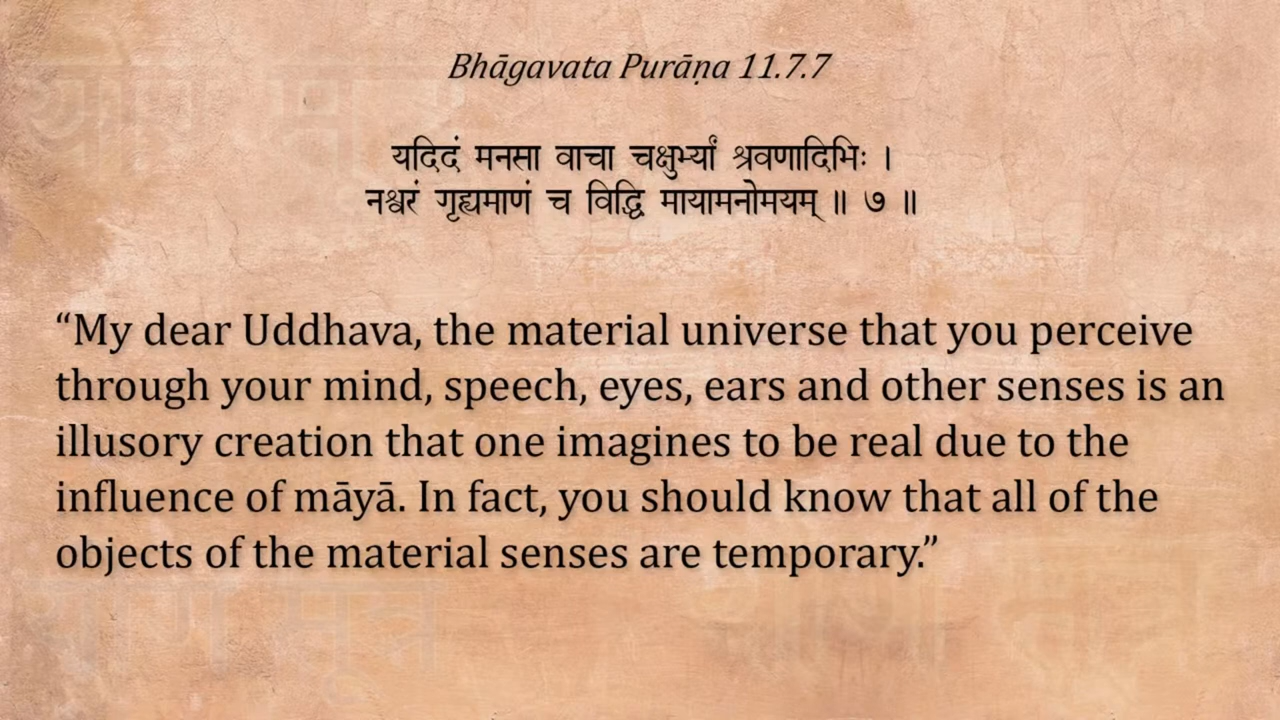 Bhāgavata Purāṇa 11.7.7
यदिदं मनसा वाचा चक्षुर्भ्यां श्रवणादिभिः ।
नश्वरं गृह्यमाणं च विद्धि मायामनोमयम् ॥ ७ ॥
“My dear Uddhava, the material universe that you perceive
through your mind, speech, eyes, ears and other senses is an
illusory creation that one imagines to be real due to the
influence of māyā. In fact, you should know that all of the
objects of the material senses are temporary.”